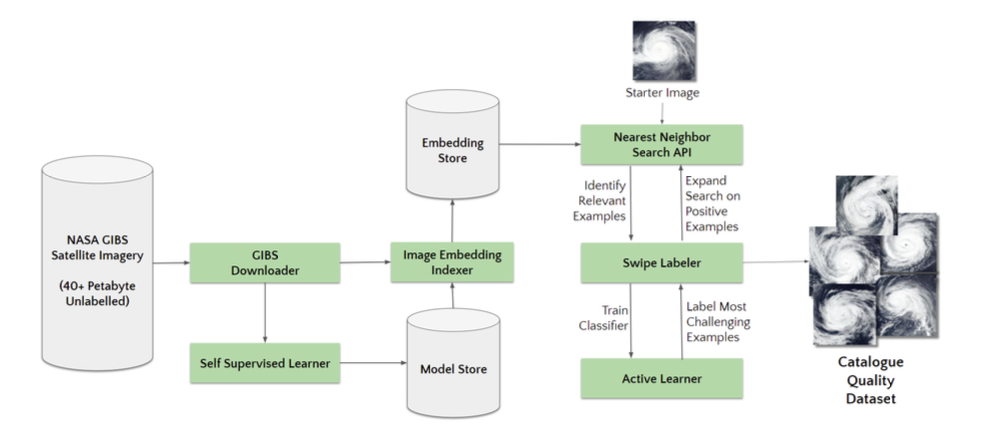 NASA GIBS
Satellite Imagery
(40+ Petabyte
Unlabelled)
GIBS
Downloader
Self Supervised Learner
Image Embedding
Indexer
Embedding
Store
Model Store
Starter Image
Nearest Neighbor
Search API
Identify
Relevant
Examples
Expand
Search on
Positive
Examples
Swipe Labeler
Train
Classifier
Label Most
Challenging
Examples
Active Learner
Catalogue
Quality
Dataset